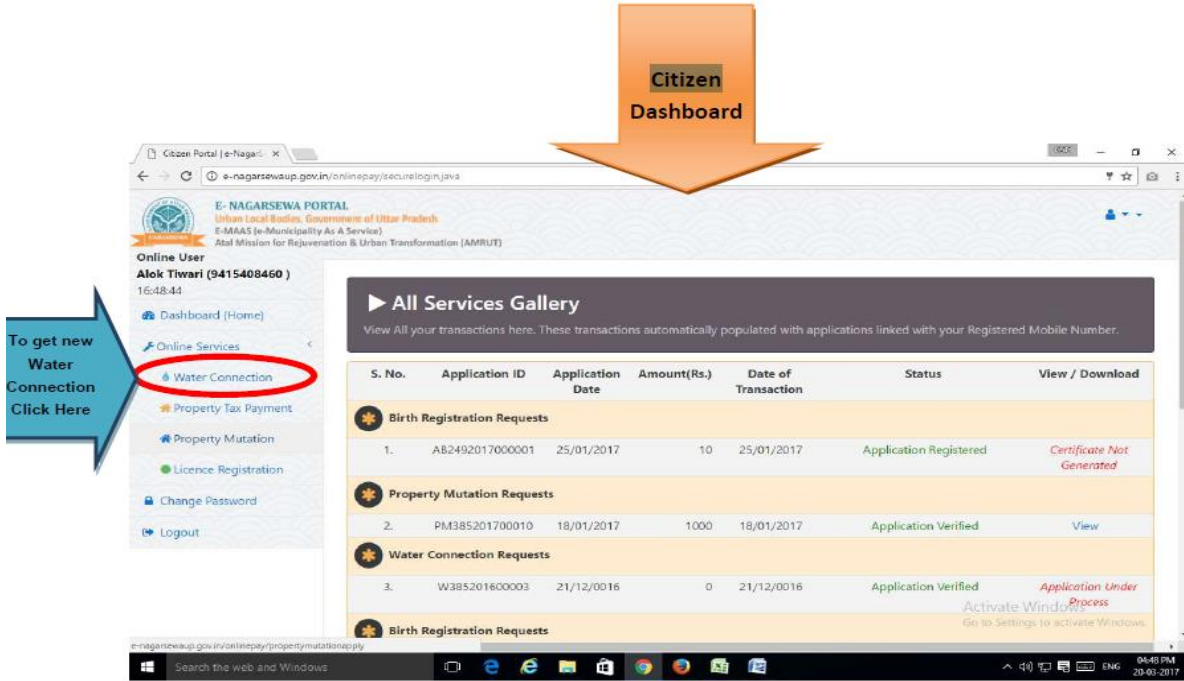 Citizen
Dashboard
Citizen Portal | e-Nagar
e-nagarsewaup.gov.in/onlinepay/securelogin.java
E- NAGARSEWA PORTAL
Urban Local Bodies, Government of Uttar Pradesh
E-MAAS (e-Municipality As A Service)
Atal Mission for Rejuvenation & Urban Transformation (AMRUT)
Online User
Alok Tiwari (9415408460 )
16:48:44
Dashboard (Home)
Online Services
Water Connection
Property Tax Payment
Property Mutation
Licence Registration
Change Password
Logout
To get new
Water
Connection
Click Here
All Services Gallery
View All your transactions here. These transactions automatically populated with applications linked with your Registered Mobile Number.
S. No. Application ID Application Date Amount(Rs.) Date of Transaction Status View / Download
Birth Registration Requests
1. AB2492017000001 25/01/2017 10 25/01/2017 Application Registered Certificate Not Generated
Property Mutation Requests
2. PM385201700010 18/01/2017 1000 18/01/2017 Application Verified View
Water Connection Requests
3. W385201600003 21/12/0016 0 21/12/0016 Application Verified Application Under Process
Birth Registration Requests
Activate Windows
Go to Settings to activate Windows.
e-nagarsewaup.gov.in/onlinepay/propertymutationapply
Search the web and Windows
ENG
04:48 PM
20-03-2017